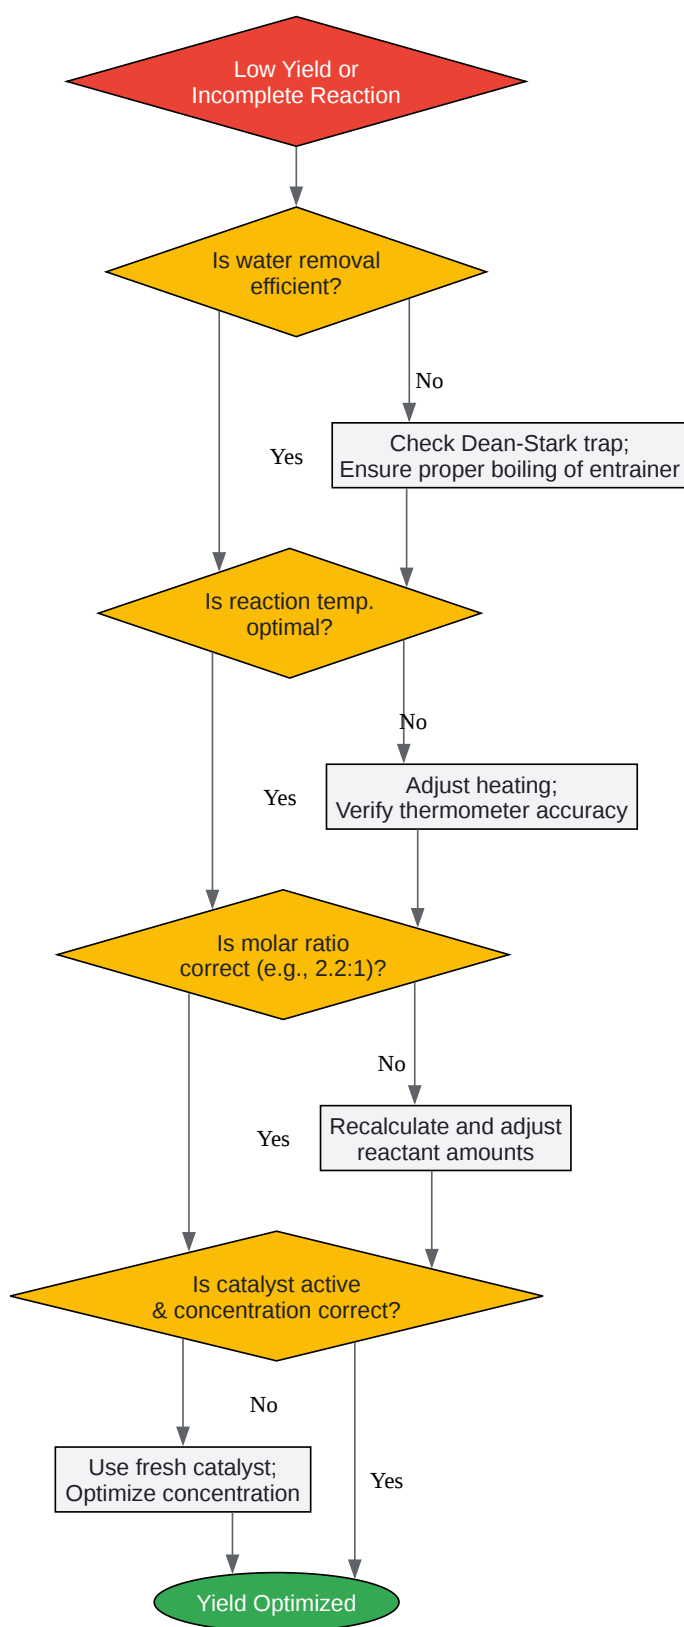 Low Yield or
Incomplete Reaction
Is water removal
efficient?
No
Check Dean-Stark trap;
Ensure proper boiling of entrainer
Yes
Is reaction temp.
optimal?
No
Adjust heating;
Verify thermometer accuracy
Yes
Is molar ratio
correct (e.g., 2.2:1)?
No
Recalculate and adjust
reactant amounts
Yes
Is catalyst active
& concentration correct?
No
Use fresh catalyst;
Optimize concentration
Yes
Yield Optimized